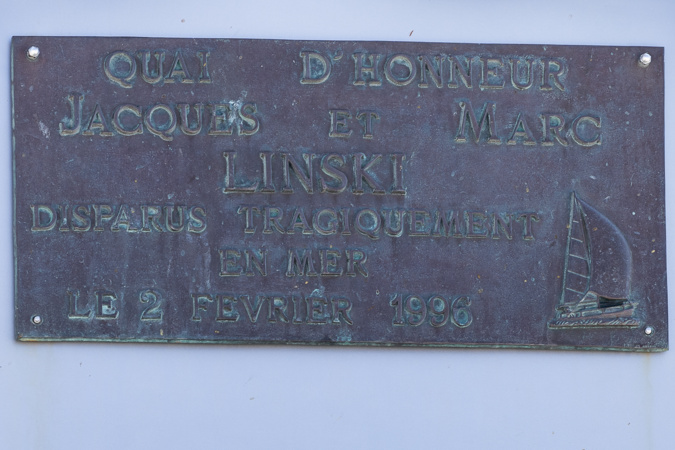 QUAI D'HONNEUR
JACQUES ET MARC
LINSKI
DISPARUS TRAGIQUEMENT
EN MER
LE 2 FEVRIER 1996